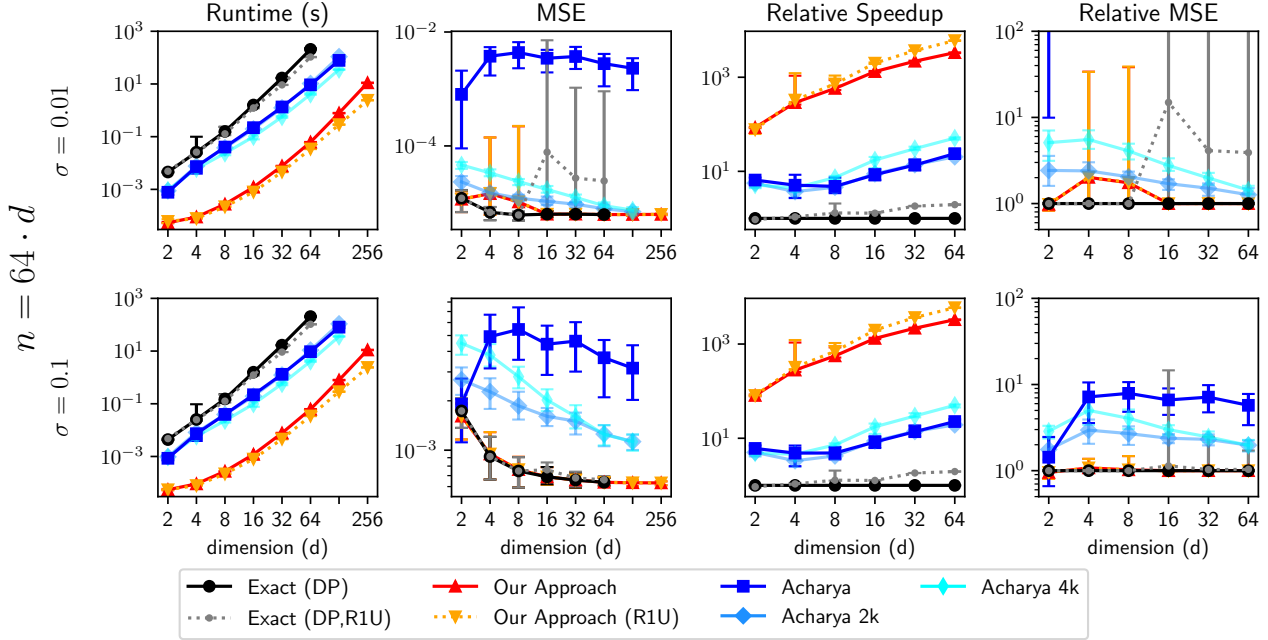 Runtime (s) MSE Relative Speedup Relative MSE
n = 64 · d
σ = 0.01
10^3
10^1
10^−1
10^−3
2 4 8 16 32 64 256
10^−2
10^−4
2 4 8 16 32 64 256
10^3
10^1
2 4 8 16 32 64
10^2
10^1
10^0
2 4 8 16 32 64
σ = 0.1
10^3
10^1
10^−1
10^−3
2 4 8 16 32 64 256
dimension (d)
10^−3
2 4 8 16 32 64 256
dimension (d)
10^3
10^1
2 4 8 16 32 64
dimension (d)
10^2
10^1
10^0
2 4 8 16 32 64
dimension (d)
Exact (DP) Our Approach Acharya Acharya 4k
Exact (DP,R1U) Our Approach (R1U) Acharya 2k